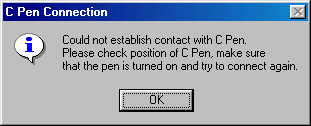 C Pen Connection
Could not establish contact with C Pen.
Please check position of C Pen, make sure
that the pen is turned on and try to connect again.
OK